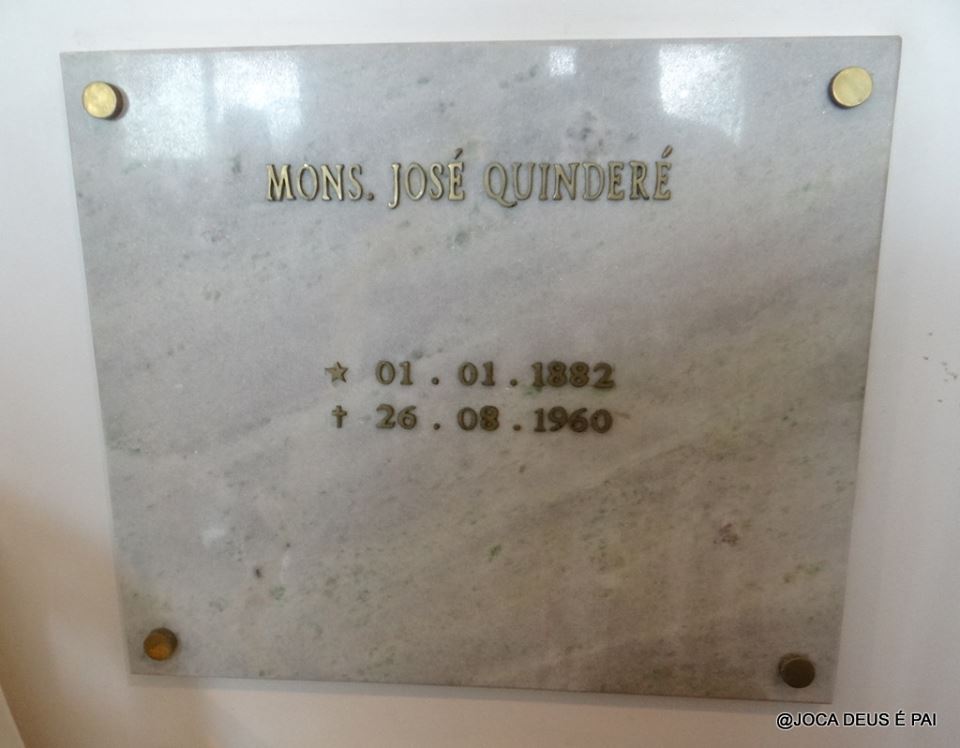 MONS. JOSÉ QUINDERÉ
★ 01 . 01 . 1882
✝ 26 . 08 . 1960
@JOCA DEUS É PAI